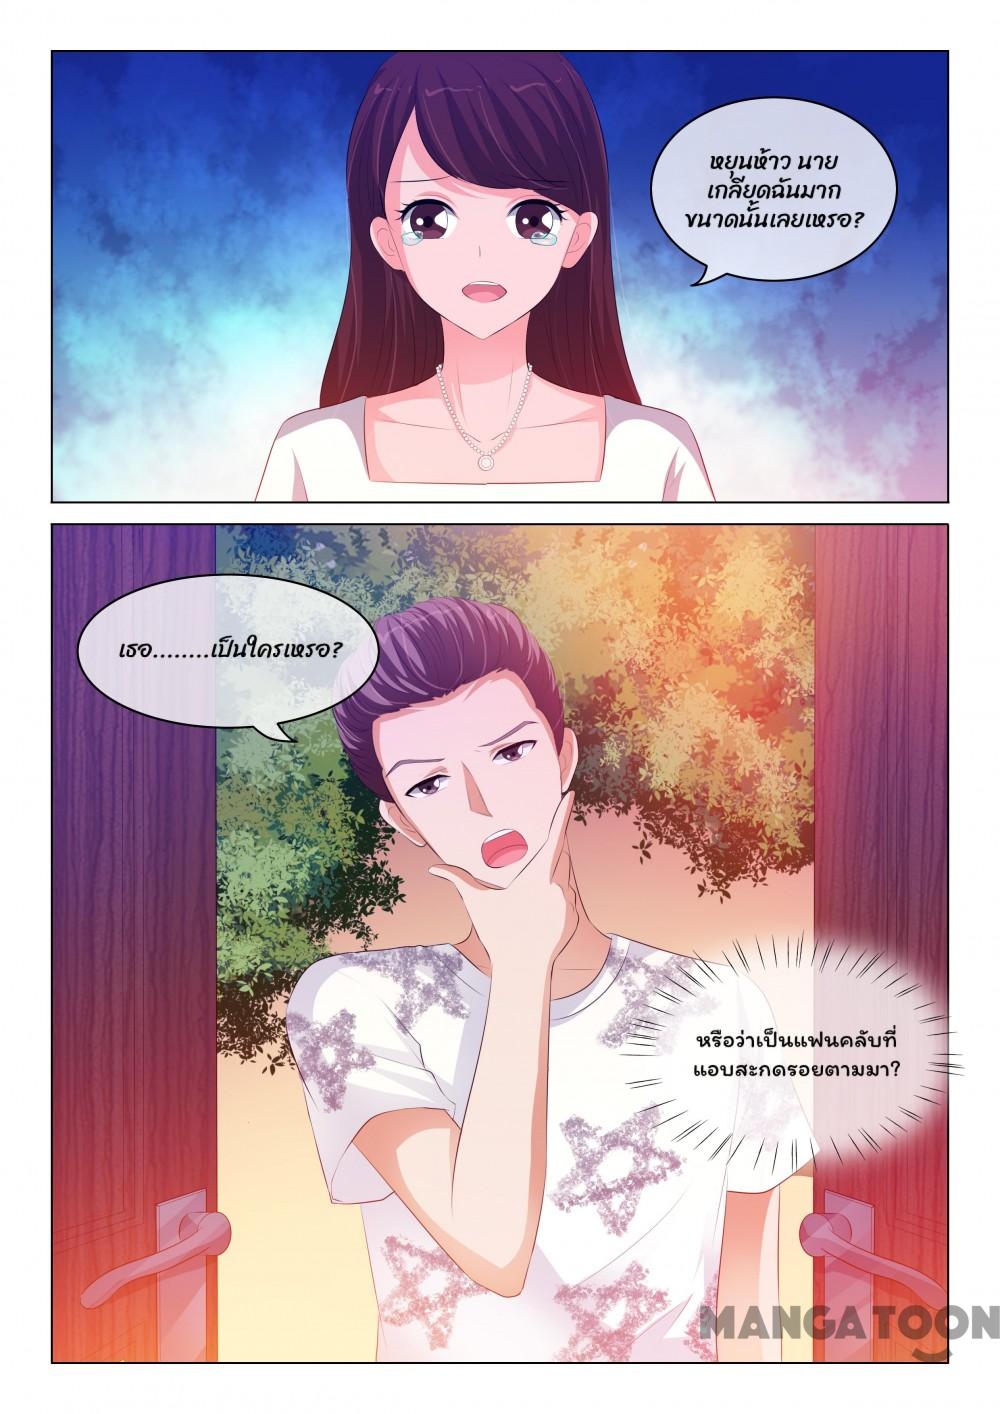 หยุนห้าว นาย
เกลียดฉันมาก
ขนาดนั้นเลยเหรอ?
เธอ........เป็นใครเหรอ?
หรือว่าเป็นแฟนคลับที่
แอบสะกดรอยตามมา?
MANGATOON